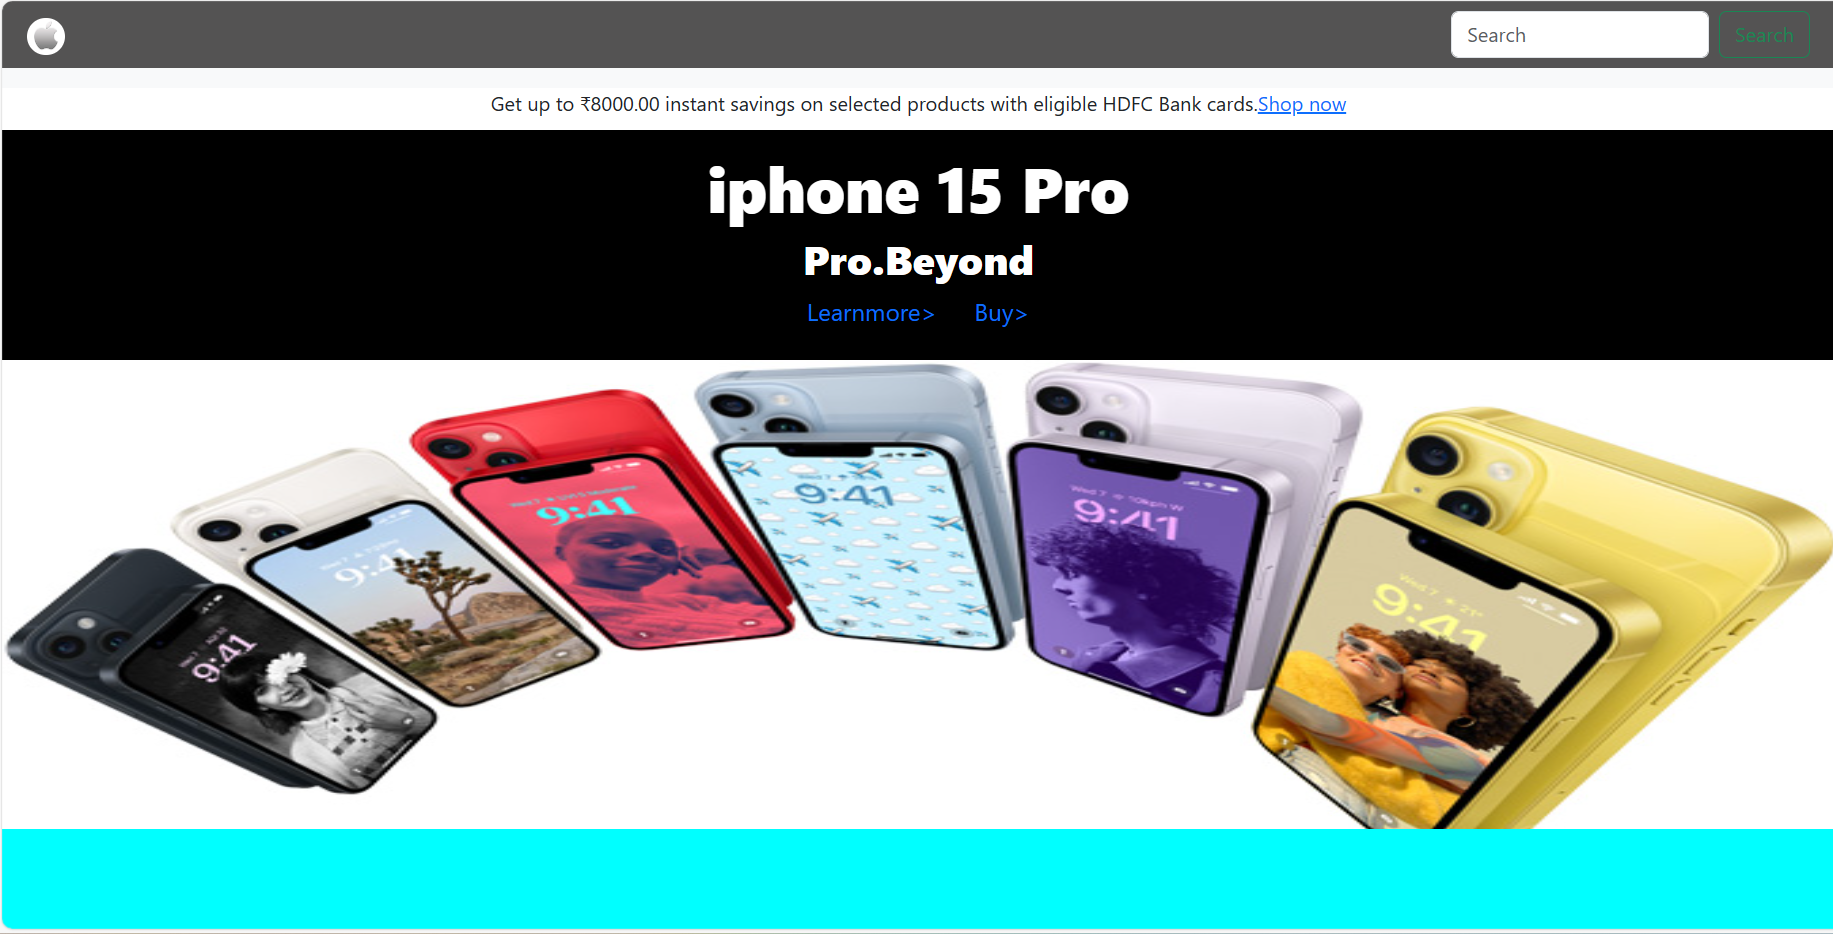 Search
Search
Get up to ₹8000.00 instant savings on selected products with eligible HDFC Bank cards.Shop now
iphone 15 Pro
Pro.Beyond
Learnmore>
Buy>
9:41
9:41
9:41
9:41
9:41
9:41